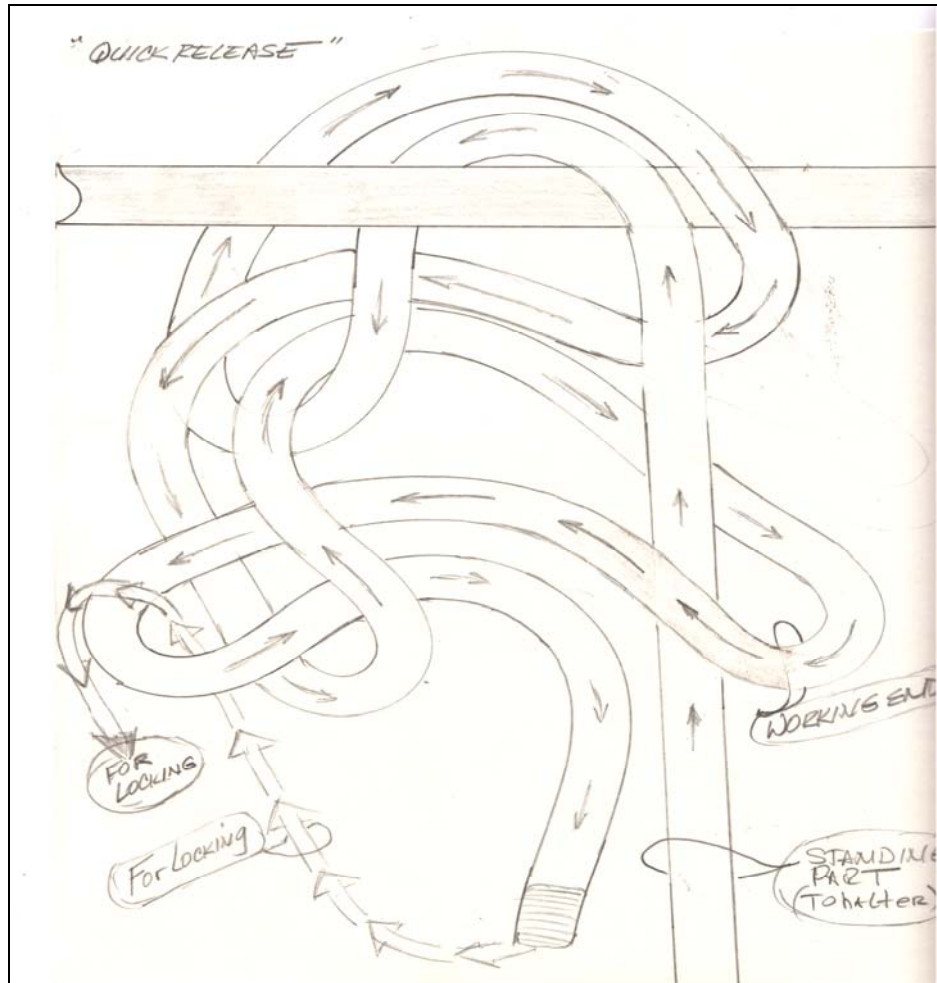 "QUICK RELEASE"
WORKING END
FOR
LOCKING
For Locking
STANDING
PART
(To hAltER)